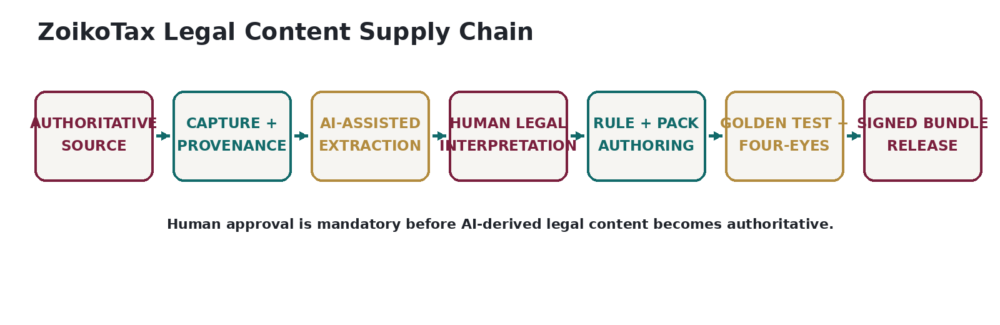 ZoikoTax Legal Content Supply Chain
AUTHORITATIVE
SOURCE
CAPTURE +
PROVENANCE
AI-ASSISTED
EXTRACTION
HUMAN LEGAL
INTERPRETATION
RULE + PACK
AUTHORING
GOLDEN TEST +
FOUR-EYES
SIGNED BUNDLE
RELEASE
Human approval is mandatory before AI-derived legal content becomes authoritative.